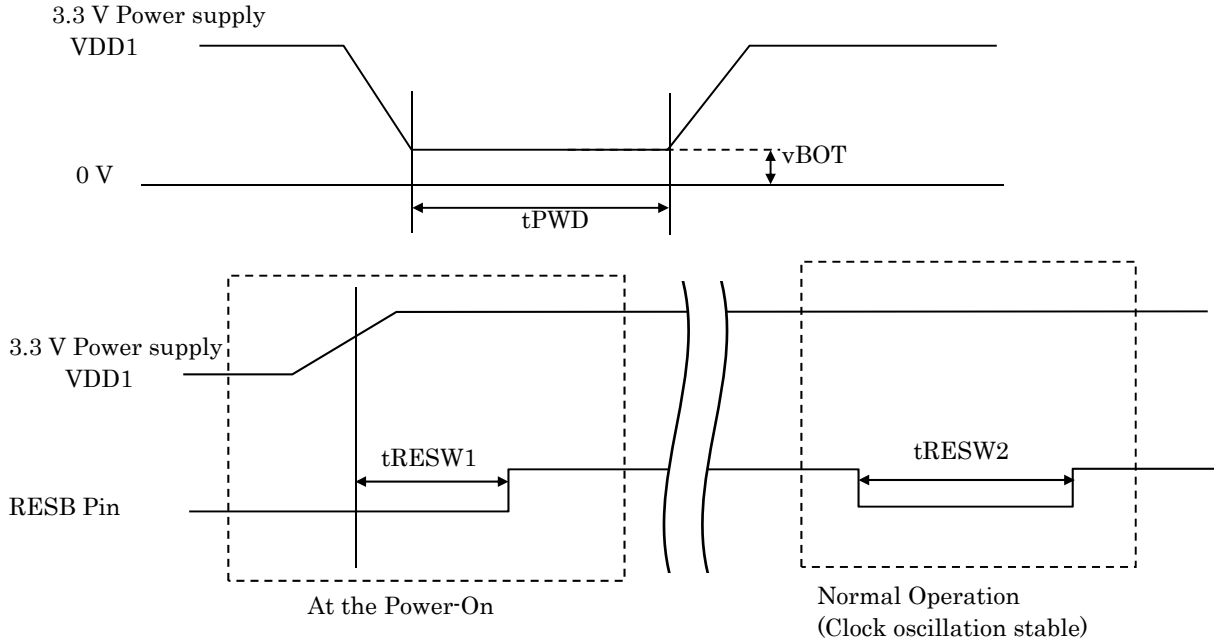 3.3 V Power supply
VDD1
vBOT
0 V
tPWD
3.3 V Power supply
VDD1
tRESW1
tRESW2
RESB Pin
At the Power-On
Normal Operation
(Clock oscillation stable)